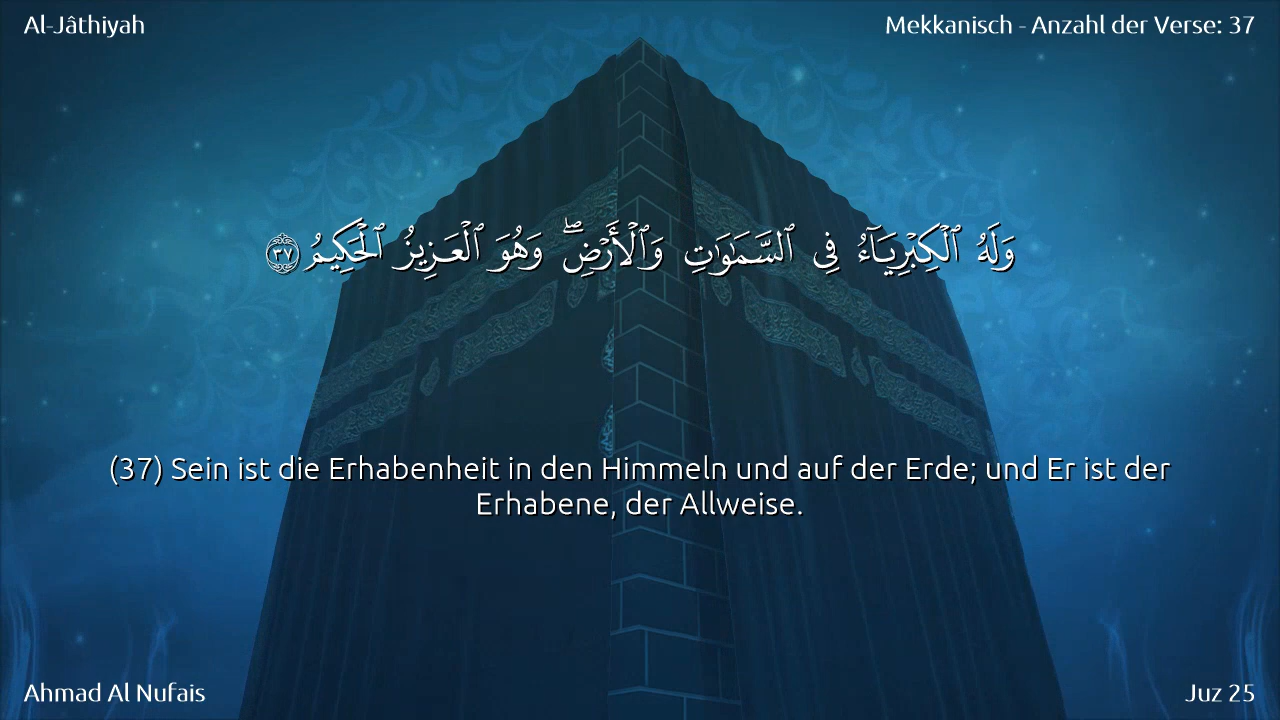 Al-Jâthiyah
Mekkanisch - Anzahl der Verse: 37
وَلَهُ ٱلْكِبْرِيَآءُ فِى ٱلسَّمَـٰوَٰتِ وَٱلْأَرْضِ ۖ وَهُوَ ٱلْعَزِيزُ ٱلْحَكِيمُ ٣٧
(37) Sein ist die Erhabenheit in den Himmeln und auf der Erde; und Er ist der
Erhabene, der Allweise.
Ahmad Al Nufais
Juz 25